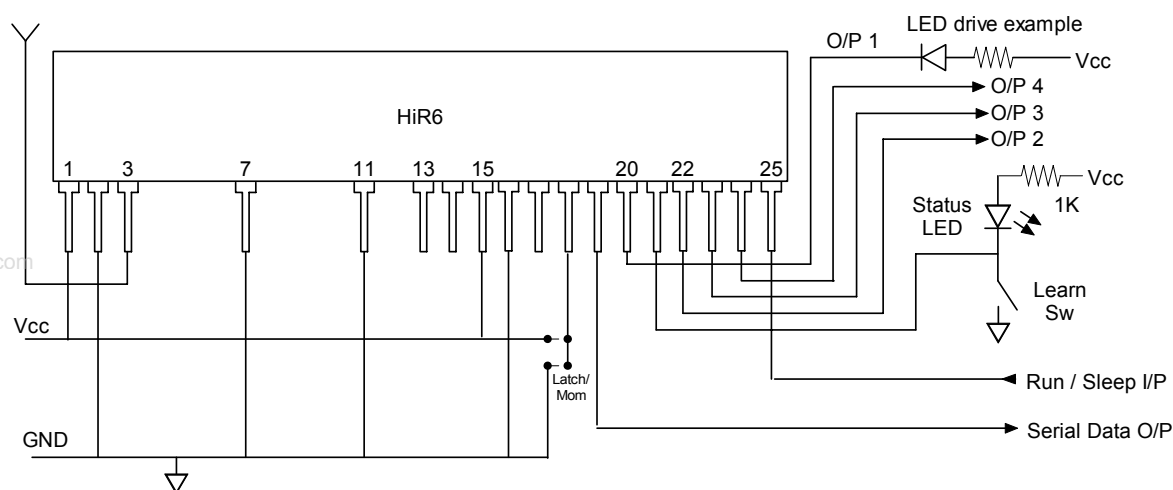 LED drive example
O/P 1
Vcc
O/P 4
HiR6
O/P 3
O/P 2
1 3 7 11 13 15 20 22 25
Vcc
Status
LED
1K
com
Learn
Sw
Vcc
Latch/
Mom
Run / Sleep I/P
GND
Serial Data O/P